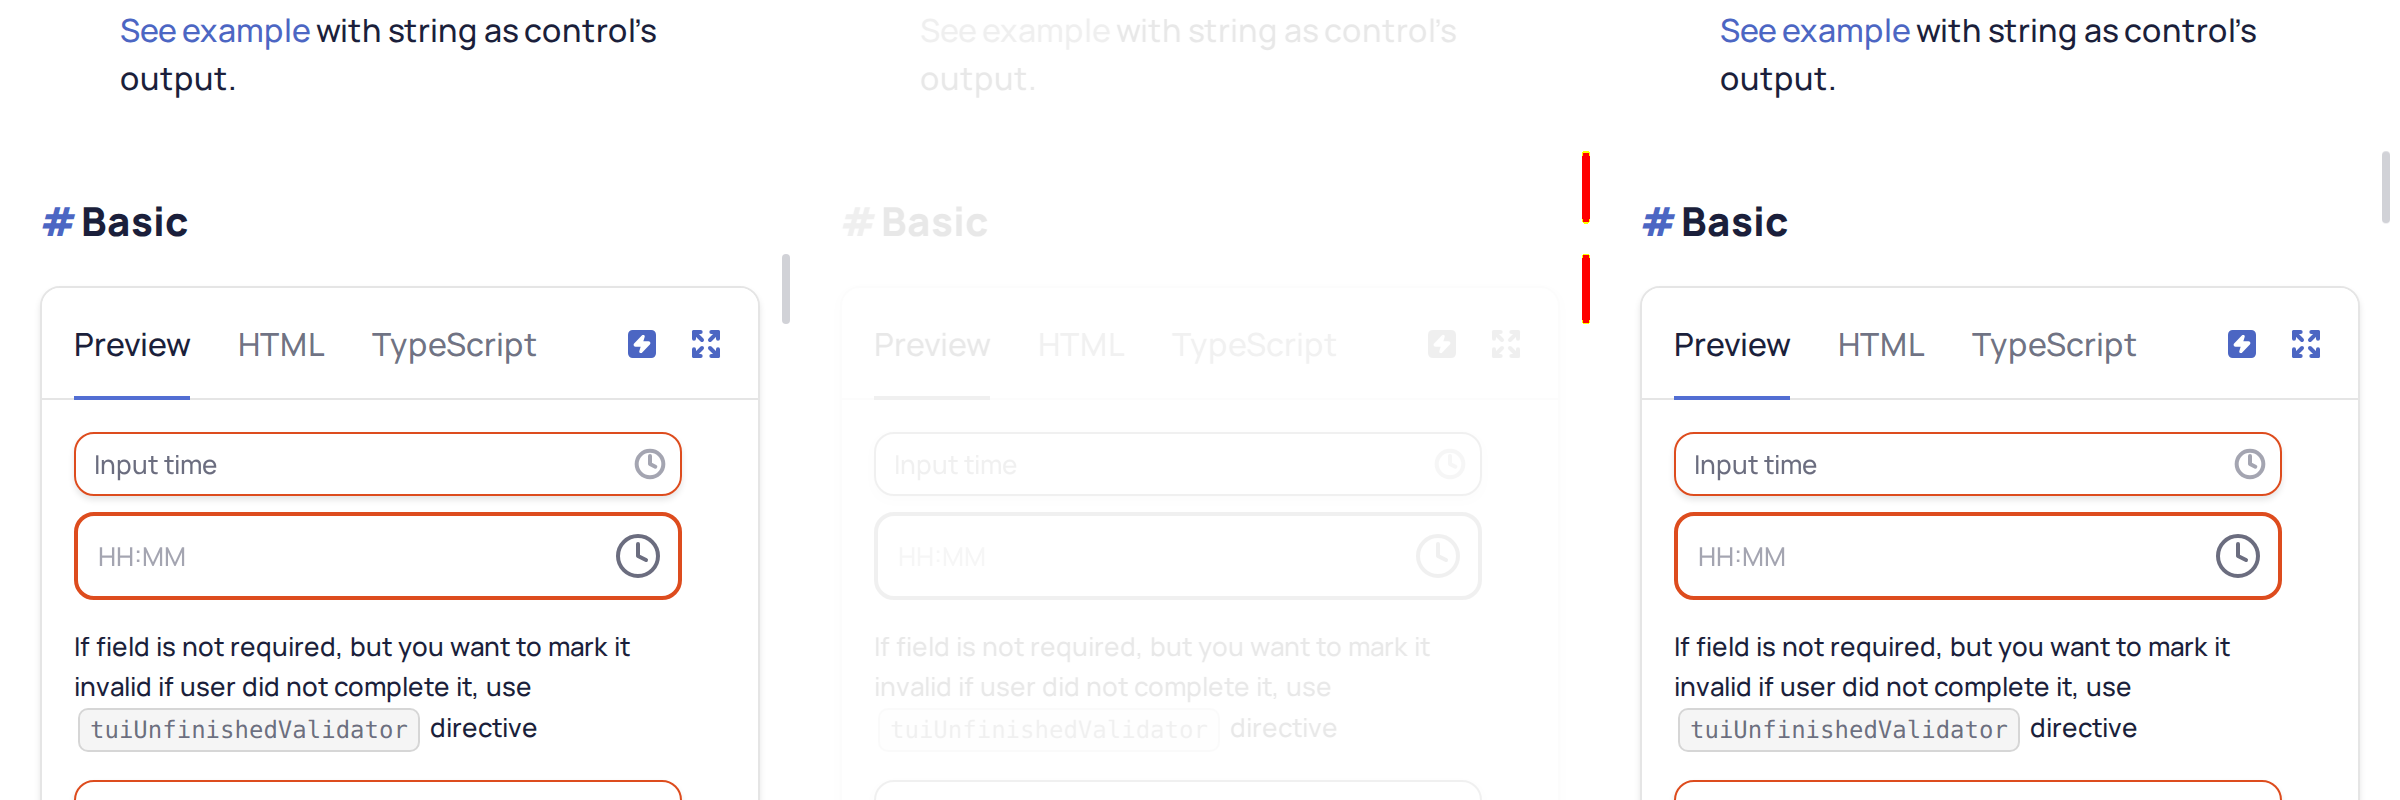 See example with string as control's
output.
# Basic
Preview HTML TypeScript
Input time
HH:MM
If field is not required, but you want to mark it
invalid if user did not complete it, use
tuiUnfinishedValidator directive
See example with string as control's
output.
# Basic
Preview HTML TypeScript
Input time
HH:MM
If field is not required, but you want to mark it
invalid if user did not complete it, use
tuiUnfinishedValidator directive
See example with string as control's
output.
# Basic
Preview HTML TypeScript
Input time
HH:MM
If field is not required, but you want to mark it
invalid if user did not complete it, use
tuiUnfinishedValidator directive